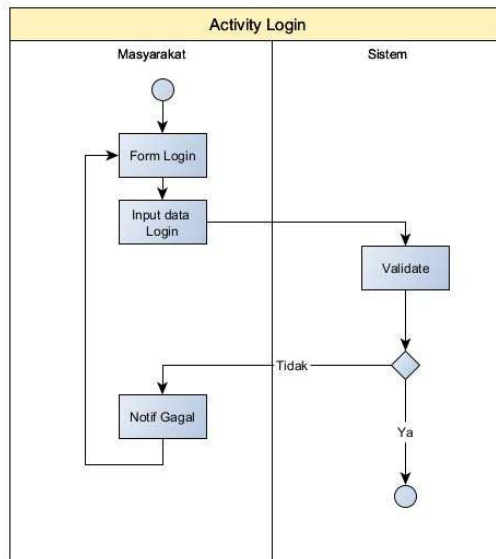 Activity Login
Masyarakat
Sistem
Form Login
Input data
Login
Validate
Tidak
Notif Gagal
Ya